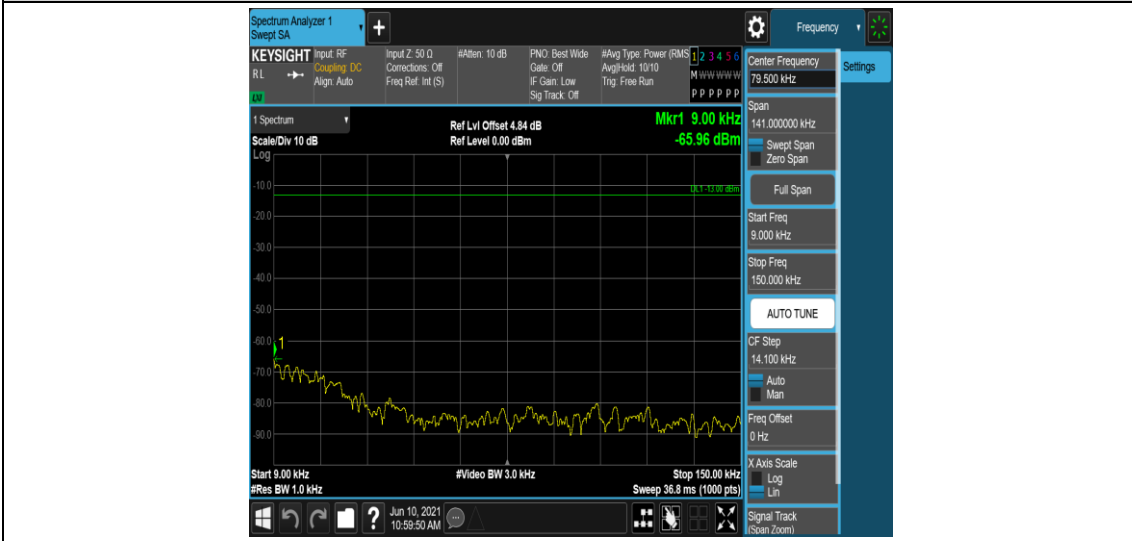 Spectrum Analyzer 1
Swept SA
+
Frequency
KEYSIGHT
RL
Input: RF
Coupling: DC
Align: Auto
Input Z: 50 Ω
Corrections: Off
Freq Ref: Int (S)
#Atten: 10 dB
PNO: Best Wide
Gate: Off
IF Gain: Low
Sig Track: Off
#Avg Type: Power (RMS
Avg|Hold: 10/10
Trig: Free Run
1 2 3 4 5 6
M W W W W W
P P P P P P
1 Spectrum
Scale/Div 10 dB
Log
Ref Lvl Offset 4.84 dB
Ref Level 0.00 dBm
Mkr1 9.00 kHz
-65.96 dBm
DL1 -13.00 dBm
-10.0
-20.0
-30.0
-40.0
-50.0
-60.0
1
-70.0
-80.0
-90.0
Start 9.00 kHz
#Res BW 1.0 kHz
#Video BW 3.0 kHz
Stop 150.00 kHz
Sweep 36.8 ms (1000 pts)
?
Jun 10, 2021
10:59:50 AM
Center Frequency
79.500 kHz
Settings
Span
141.000000 kHz
Swept Span
Zero Span
Full Span
Start Freq
9.000 kHz
Stop Freq
150.000 kHz
AUTO TUNE
CF Step
14.100 kHz
Auto
Man
Freq Offset
0 Hz
X Axis Scale
Log
Lin
Signal Track
(Span Zoom)